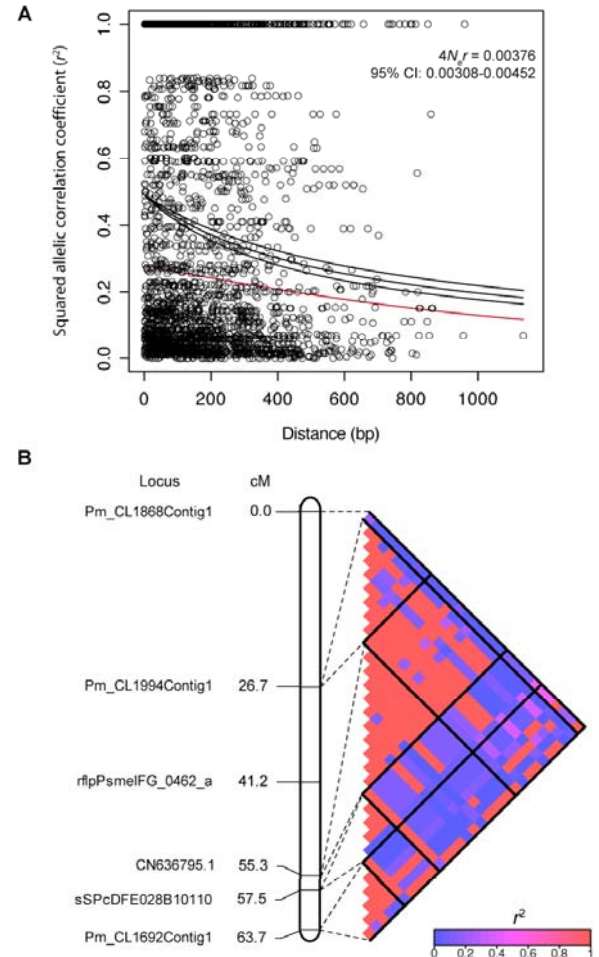 A
4Ner = 0.00376
95% CI: 0.00308-0.00452
Squared allelic correlation coefficient (r²)
1.0
0.8
0.6
0.4
0.2
0.0
0 200 400 600 800 1000
Distance (bp)
B
Locus cM
Pm_CL1868Contig1 0.0
Pm_CL1994Contig1 26.7
rflpPsmelFG_0462_a 41.2
CN636795.1 55.3
sSPcDFE028B10110 57.5
Pm_CL1692Contig1 63.7
r²
0 0.2 0.4 0.6 0.8 1